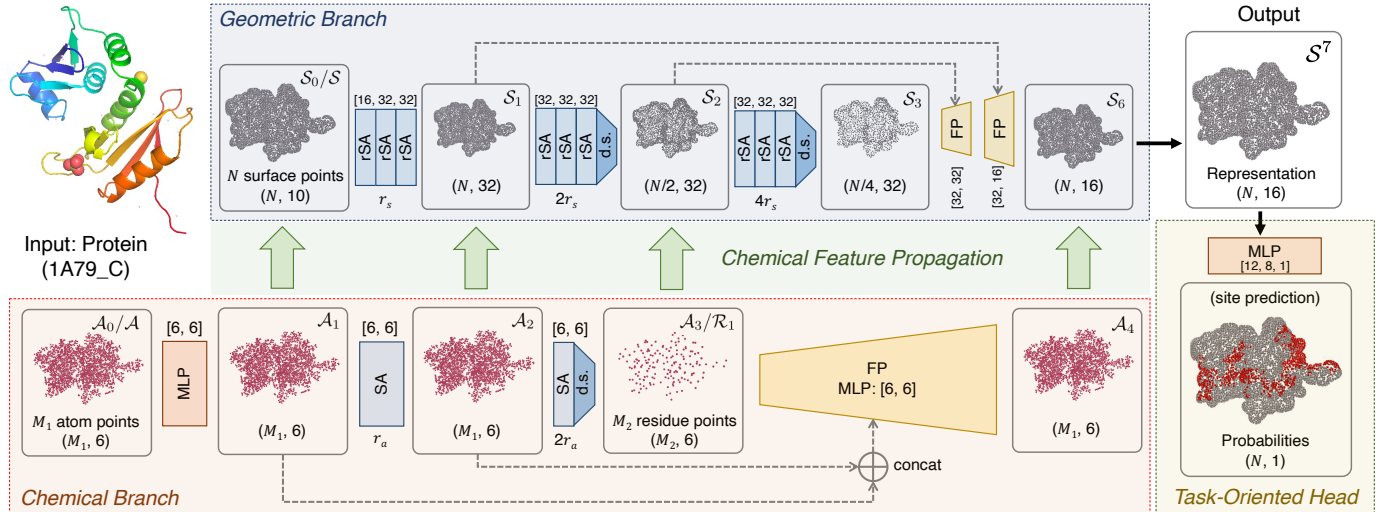 Geometric Branch
Output
S₀/S
[16, 32, 32]
S₁
[32, 32, 32]
S₂
[32, 32, 32]
S₃
S₆
S⁷
rSA
rSA
rSA
rSA
rSA
rSA
d.s.
rSA
rSA
rSA
d.s.
FP
FP
N surface points
(N, 10)
r_s
(N, 32)
2r_s
(N/2, 32)
4r_s
(N/4, 32)
[32, 32]
[32, 16]
(N, 16)
Representation
(N, 16)
Input: Protein
(1A79_C)
Chemical Feature Propagation
MLP
[12, 8, 1]
(site prediction)
A₀/A
[6, 6]
A₁
[6, 6]
A₂
[6, 6]
A₃/R₁
A₄
MLP
SA
SA
d.s.
FP
MLP: [6, 6]
M₁ atom points
(M₁, 6)
(M₁, 6)
r_a
(M₁, 6)
2r_a
M₂ residue points
(M₂, 6)
(M₁, 6)
Probabilities
(N, 1)
concat
Chemical Branch
Task-Oriented Head